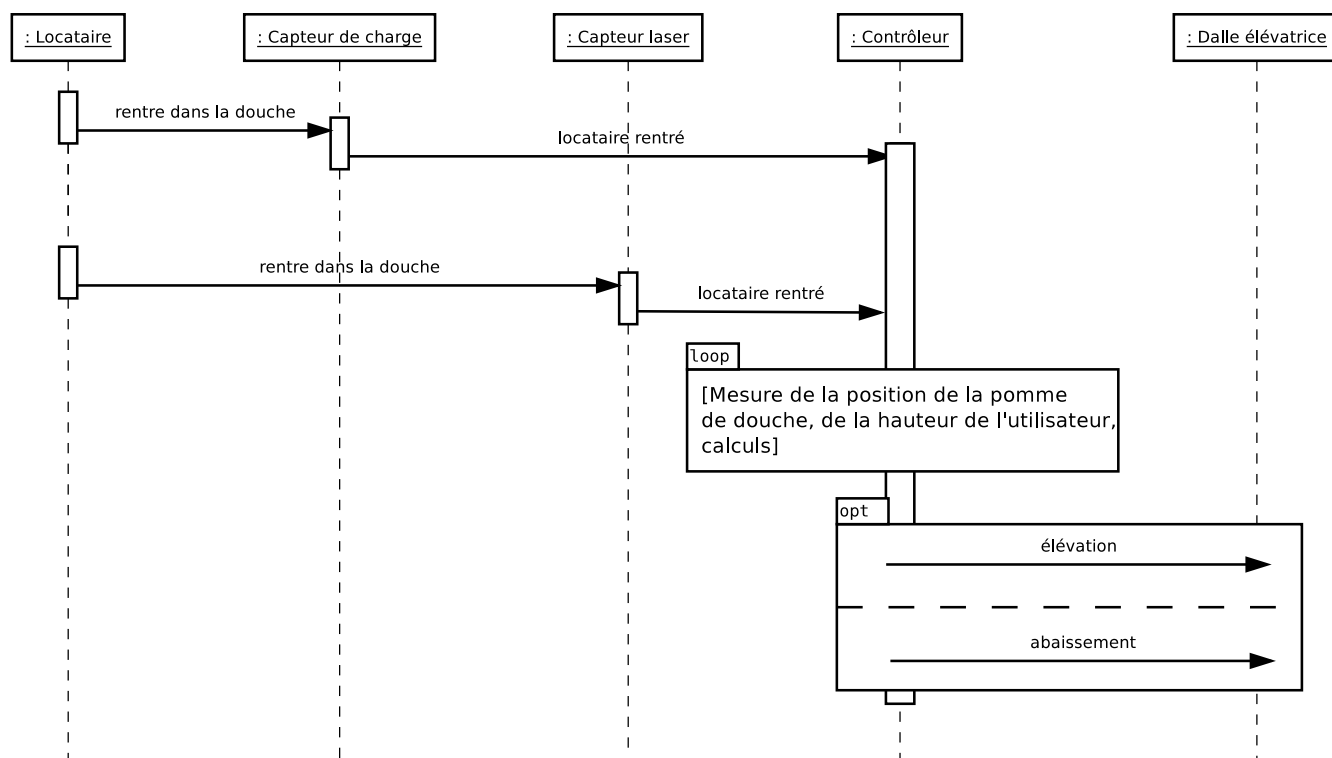 : Locataire
: Capteur de charge
: Capteur laser
: Contrôleur
: Dalle élévatrice
rentre dans la douche
locataire rentré
rentre dans la douche
locataire rentré
loop
[Mesure de la position de la pomme
de douche, de la hauteur de l'utilisateur,
calculs]
opt
élévation
abaissement